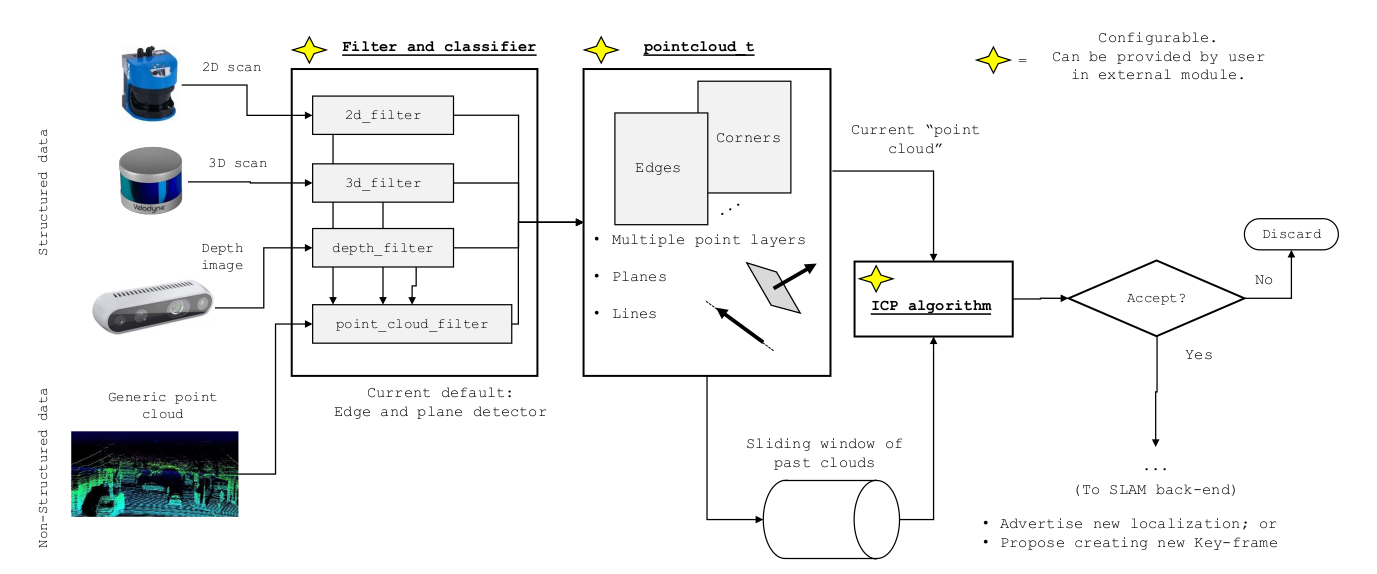 Filter and classifier
pointcloud_t
Configurable.
= Can be provided by user
in external module.
2D scan
3D scan
Depth
image
Velodyne
Structured data
2d_filter
3d_filter
depth_filter
point_cloud_filter
Current default:
Edge and plane detector
Generic point
cloud
Non-Structured data
Edges
Corners
...
• Multiple point layers
• Planes
• Lines
Current “point
cloud”
Sliding window of
past clouds
ICP algorithm
Accept?
No
Discard
Yes
...
(To SLAM back-end)
• Advertise new localization; or
• Propose creating new Key-frame